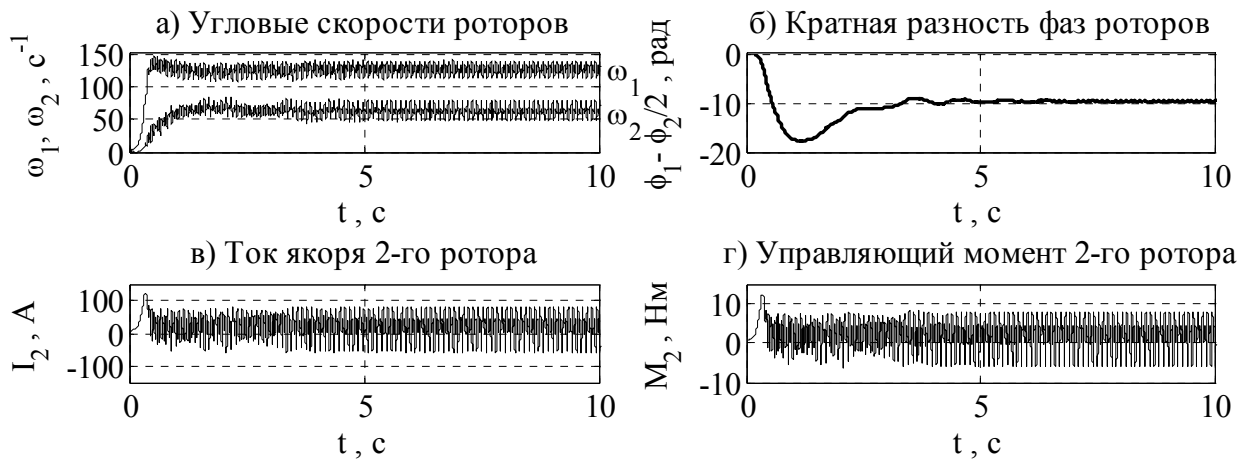 а) Угловые скорости роторов
ω1, ω2 , с-1
150
100
50
0
ω1
ω2
0
5
10
t , с
б) Кратная разность фаз роторов
ϕ1- ϕ2/2 , рад
0
-10
-20
0
5
10
t , с
в) Ток якоря 2-го ротора
I2 , А
100
0
-100
0
5
10
t , с
г) Управляющий момент 2-го ротора
М2 , Нм
10
0
-10
0
5
10
t , с